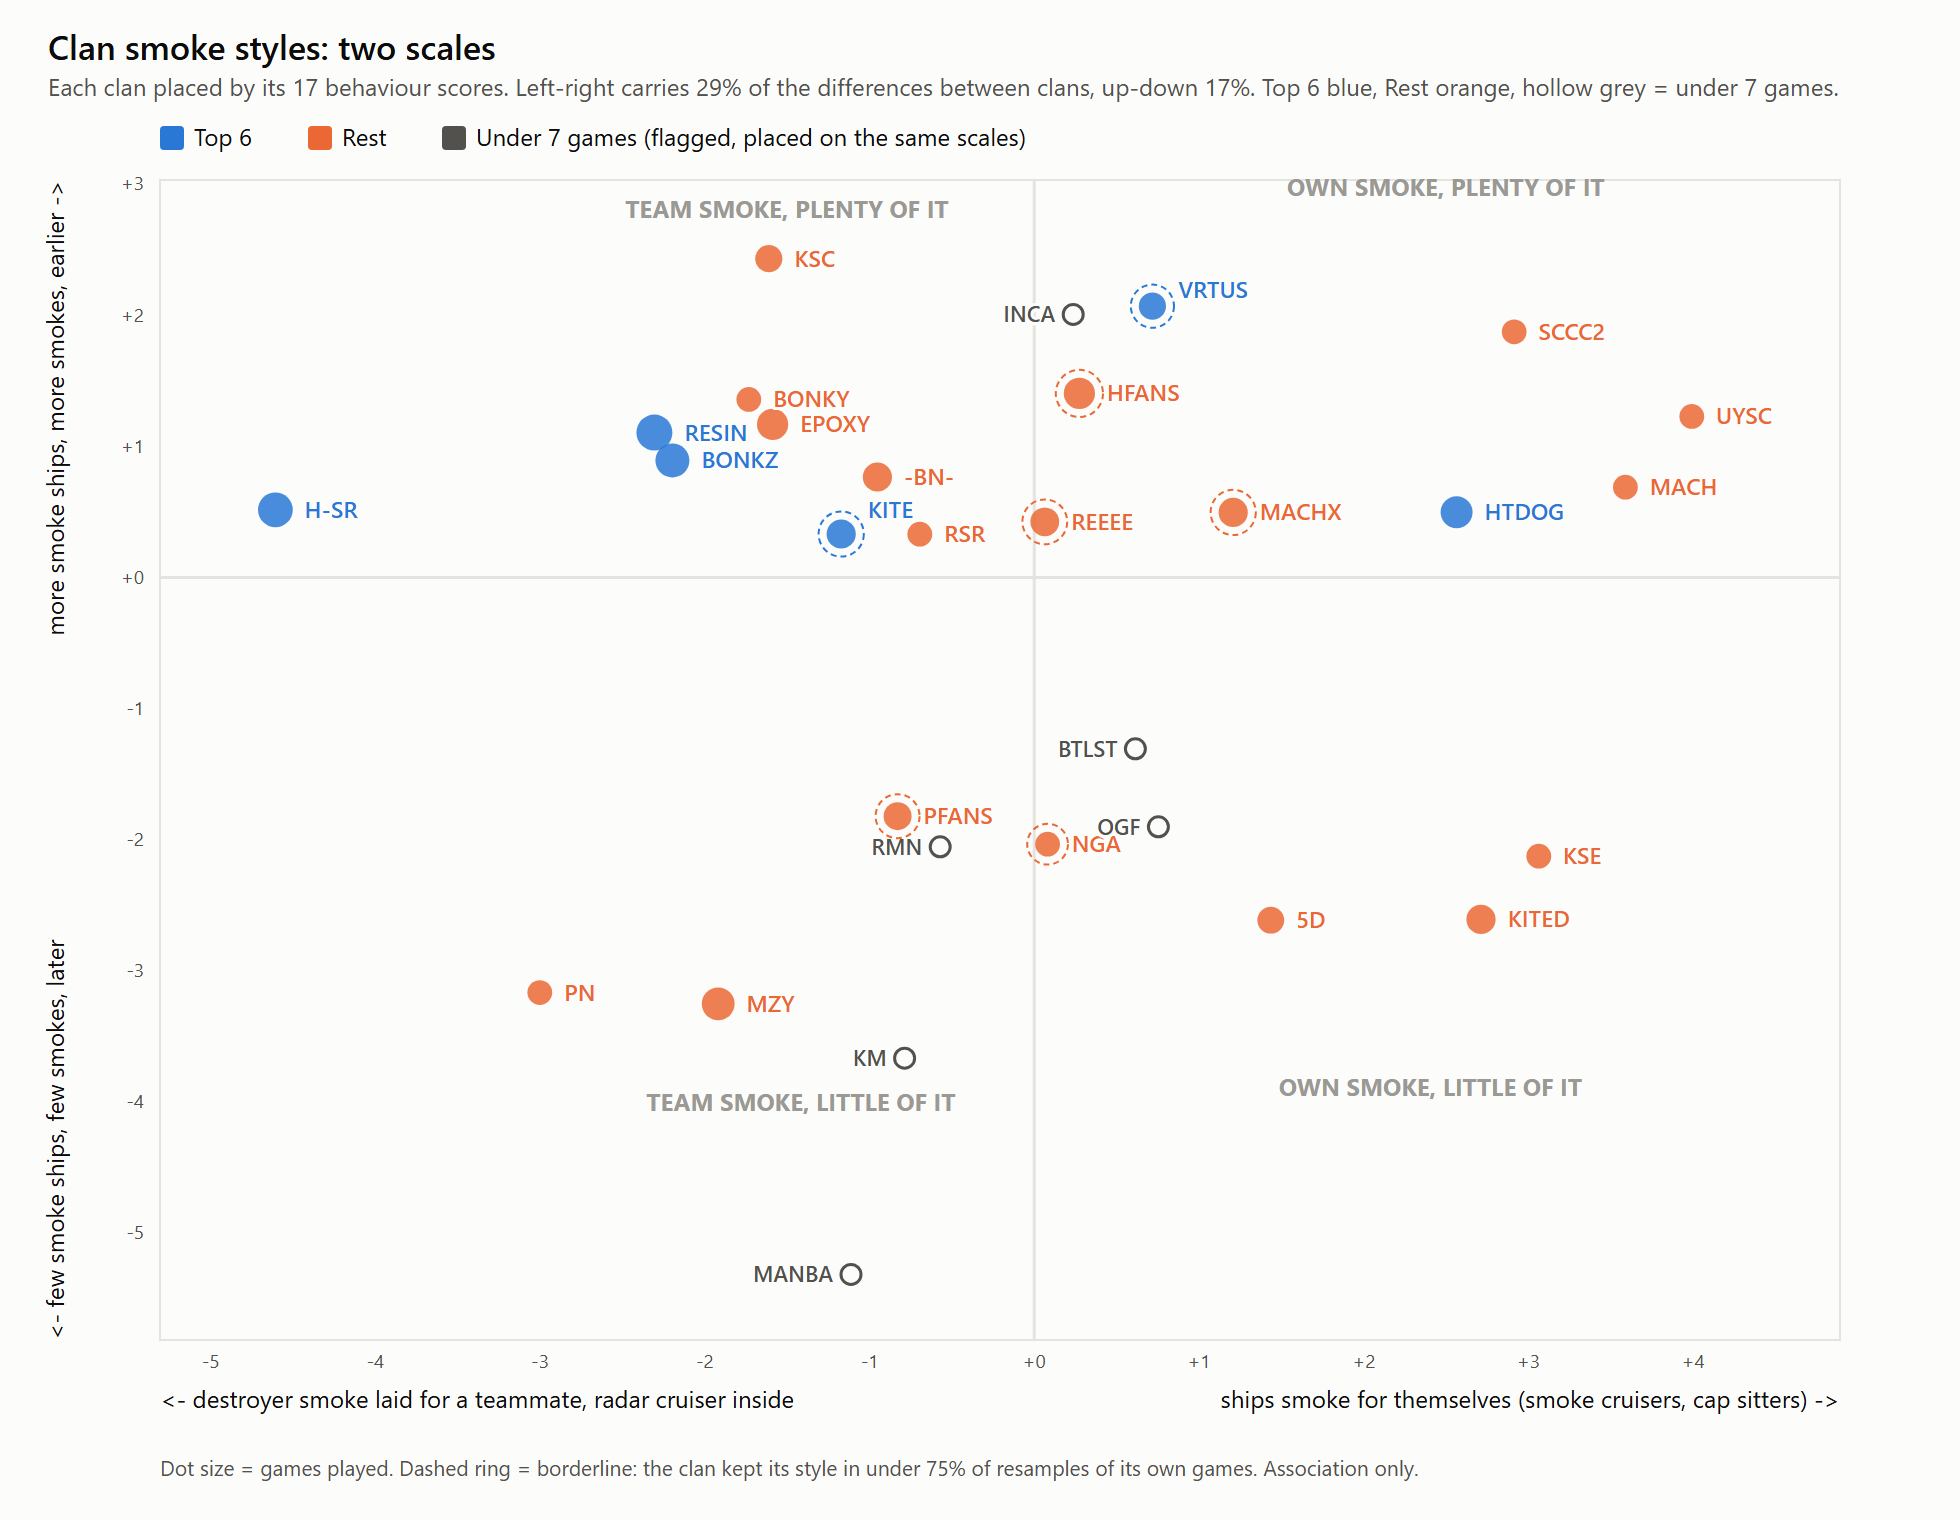 Clan smoke styles: two scales
Each clan placed by its 17 behaviour scores. Left-right carries 29% of the differences between clans, up-down 17%. Top 6 blue, Rest orange, hollow grey = under 7 games.
Top 6
Rest
Under 7 games (flagged, placed on the same scales)
more smoke ships, more smokes, earlier ->
<- few smoke ships, few smokes, later
+3
+2
+1
+0
-1
-2
-3
-4
-5
OWN SMOKE, PLENTY OF IT
TEAM SMOKE, PLENTY OF IT
KSC
VRTUS
INCA
SCCC2
HFANS
BONKY
UYSC
EPOXY
RESIN
BONKZ
-BN-
MACH
H-SR
KITE
HTDOG
MACHX
REEEE
RSR
BTLST
PFANS
OGF
NGA
RMN
KSE
5D
KITED
PN
MZY
KM
OWN SMOKE, LITTLE OF IT
TEAM SMOKE, LITTLE OF IT
MANBA
-5
-4
-3
-2
-1
+0
+1
+2
+3
+4
<- destroyer smoke laid for a teammate, radar cruiser inside
ships smoke for themselves (smoke cruisers, cap sitters) ->
Dot size = games played. Dashed ring = borderline: the clan kept its style in under 75% of resamples of its own games. Association only.